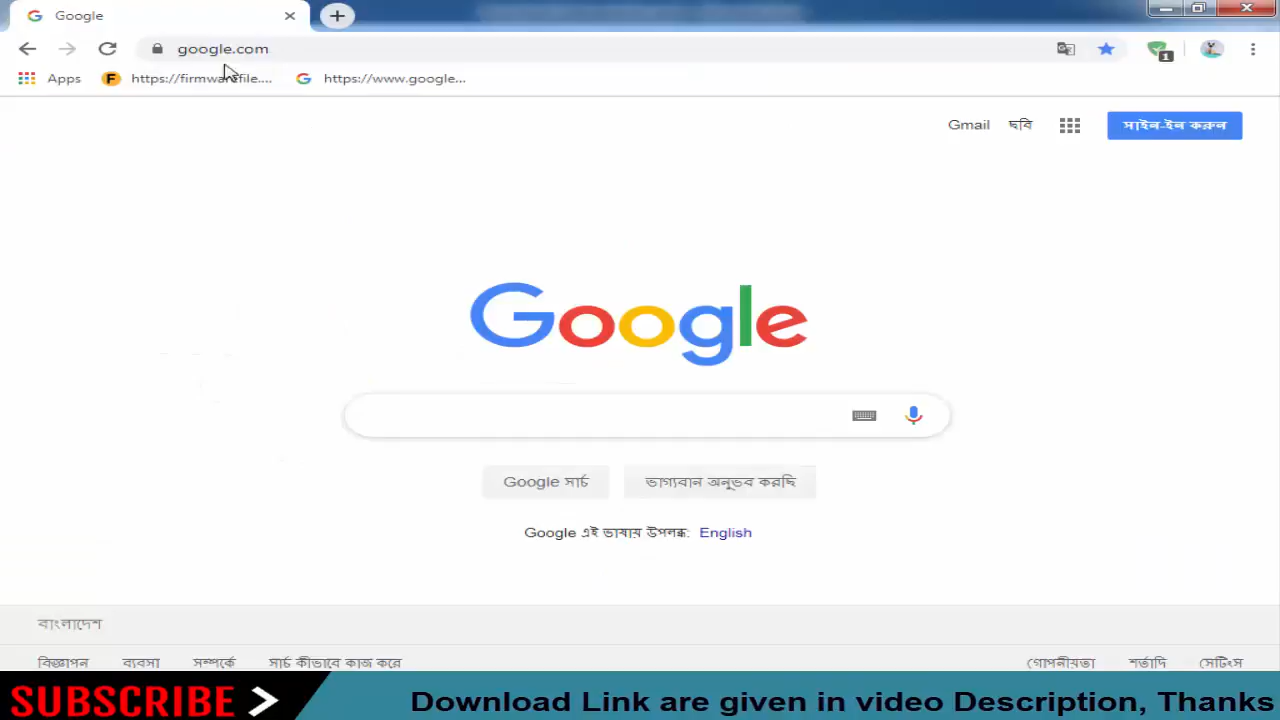 Google
google.com
1
Apps
F
https://firmwarefile....
https://www.google...
Gmail ছবি সাইন-ইন করুন
Google
Google সার্চ ভাগ্যবান অনুভব করছি
Google এই ভাষায় উপলব্ধ: English
বাংলাদেশ
বিজ্ঞাপন ব্যবসা সম্পর্কে সার্চ কীভাবে কাজ করে গোপনীয়তা শর্তাদি সেটিংস
SUBSCRIBE
Download Link are given in video Description, Thanks